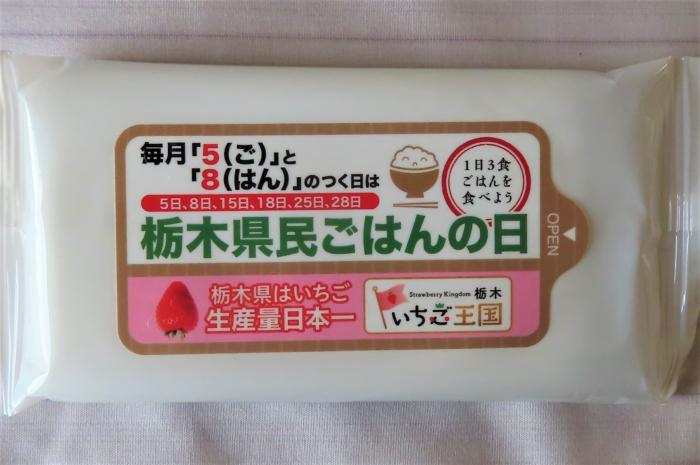 毎月「5(ご)」と
「8(はん)」のつく日は
5日、8日、15日、18日、25日、28日
1日3食
ごはんを
食べよう
栃木県民ごはんの日
OPEN
栃木県はいちご
生産量日本一
Strawberry Kingdom 栃木
いちご王国